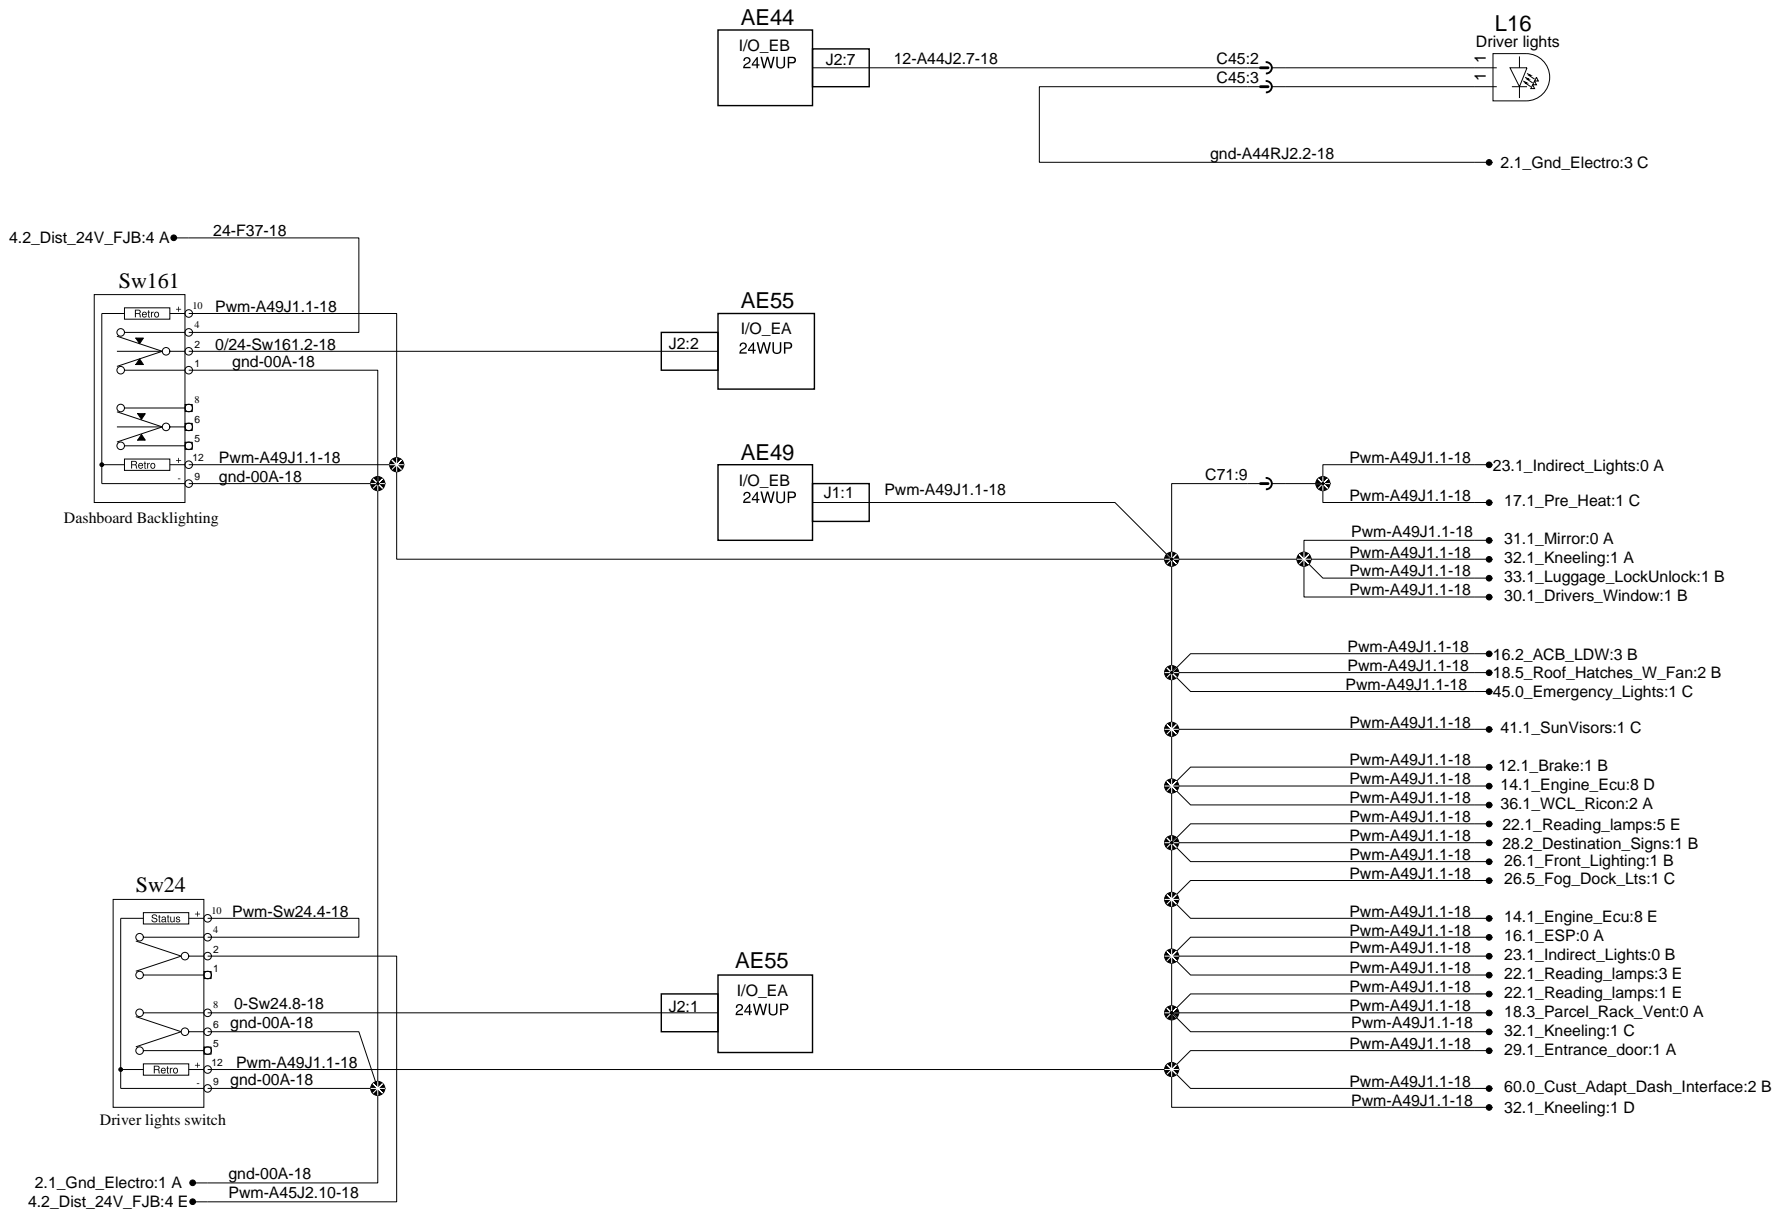 AE44
I/O_EB
24WUP
J2:7
12-A44J2.7-18
C45:2
C45:3
L16
Driver lights
1
1
gnd-A44RJ2.2-18
2.1_Gnd_Electro:3 C
4.2_Dist_24V_FJB:4 A
24-F37-18
Sw161
Retro
+
10
Pwm-A49J1.1-18
4
2
0/24-Sw161.2-18
1
gnd-00A-18
8
6
5
Retro
+
12
Pwm-A49J1.1-18
-
9
gnd-00A-18
Dashboard Backlighting
AE55
I/O_EA
24WUP
J2:2
AE49
I/O_EB
24WUP
J1:1
Pwm-A49J1.1-18
C71:9
Pwm-A49J1.1-18
23.1_Indirect_Lights:0 A
Pwm-A49J1.1-18
17.1_Pre_Heat:1 C
Pwm-A49J1.1-18
31.1_Mirror:0 A
Pwm-A49J1.1-18
32.1_Kneeling:1 A
Pwm-A49J1.1-18
33.1_Luggage_LockUnlock:1 B
Pwm-A49J1.1-18
30.1_Drivers_Window:1 B
Pwm-A49J1.1-18
16.2_ACB_LDW:3 B
Pwm-A49J1.1-18
18.5_Roof_Hatches_W_Fan:2 B
Pwm-A49J1.1-18
45.0_Emergency_Lights:1 C
Pwm-A49J1.1-18
41.1_SunVisors:1 C
Pwm-A49J1.1-18
12.1_Brake:1 B
Pwm-A49J1.1-18
14.1_Engine_Ecu:8 D
Pwm-A49J1.1-18
36.1_WCL_Ricon:2 A
Pwm-A49J1.1-18
22.1_Reading_lamps:5 E
Pwm-A49J1.1-18
28.2_Destination_Signs:1 B
Pwm-A49J1.1-18
26.1_Front_Lighting:1 B
Pwm-A49J1.1-18
26.5_Fog_Dock_Lts:1 C
Pwm-A49J1.1-18
14.1_Engine_Ecu:8 E
Pwm-A49J1.1-18
16.1_ESP:0 A
Pwm-A49J1.1-18
23.1_Indirect_Lights:0 B
Pwm-A49J1.1-18
22.1_Reading_lamps:3 E
Pwm-A49J1.1-18
22.1_Reading_lamps:1 E
Pwm-A49J1.1-18
18.3_Parcel_Rack_Vent:0 A
Pwm-A49J1.1-18
32.1_Kneeling:1 C
Pwm-A49J1.1-18
29.1_Entrance_door:1 A
Pwm-A49J1.1-18
60.0_Cust_Adapt_Dash_Interface:2 B
Pwm-A49J1.1-18
32.1_Kneeling:1 D
Sw24
Status
+
10
Pwm-Sw24.4-18
4
2
1
8
0-Sw24.8-18
6
gnd-00A-18
5
Retro
+
12
Pwm-A49J1.1-18
-
9
gnd-00A-18
Driver lights switch
AE55
I/O_EA
24WUP
J2:1
2.1_Gnd_Electro:1 A
gnd-00A-18
4.2_Dist_24V_FJB:4 E
Pwm-A45J2.10-18